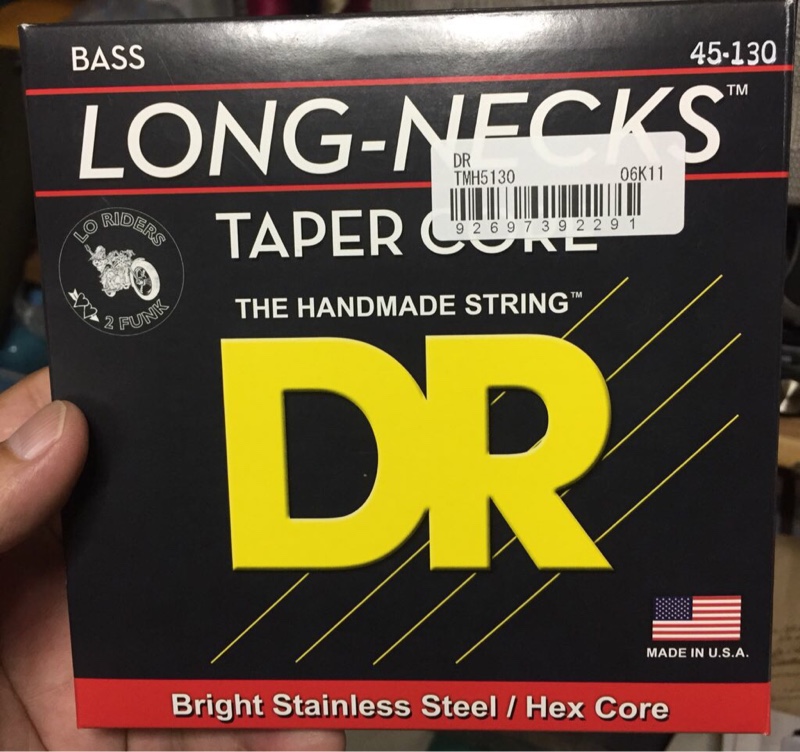 BASS 45-130
LONG-NECKS™
DR
TMH5130 06K11
92697392291
TAPER CORE
LO RIDERS
2 FUNK
THE HANDMADE STRING™
DR
MADE IN U.S.A.
Bright Stainless Steel / Hex Core